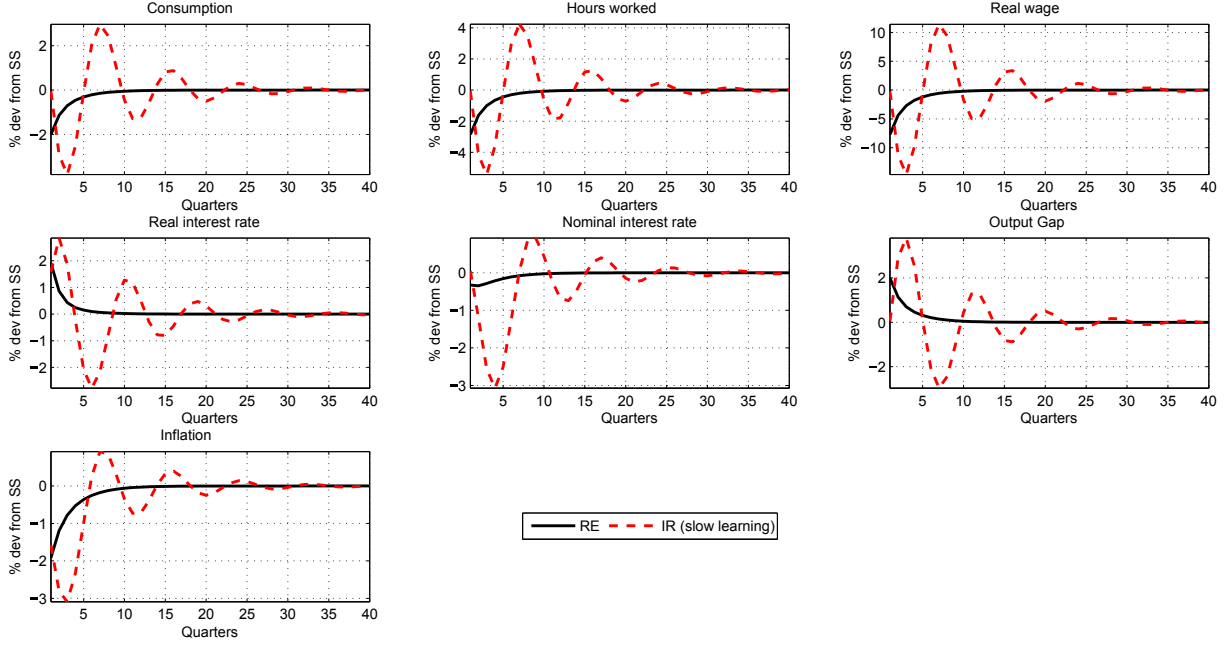 Consumption
% dev from SS
2
0
−2
5 10 15 20 25 30 35 40
Quarters
Hours worked
% dev from SS
4
2
0
−2
−4
5 10 15 20 25 30 35 40
Quarters
Real wage
% dev from SS
10
5
0
−5
−10
5 10 15 20 25 30 35 40
Quarters
Real interest rate
% dev from SS
2
1
0
−1
−2
5 10 15 20 25 30 35 40
Quarters
Nominal interest rate
% dev from SS
0
−1
−2
−3
5 10 15 20 25 30 35 40
Quarters
Output Gap
% dev from SS
2
0
−2
5 10 15 20 25 30 35 40
Quarters
Inflation
% dev from SS
0
−1
−2
−3
5 10 15 20 25 30 35 40
Quarters
RE IR (slow learning)